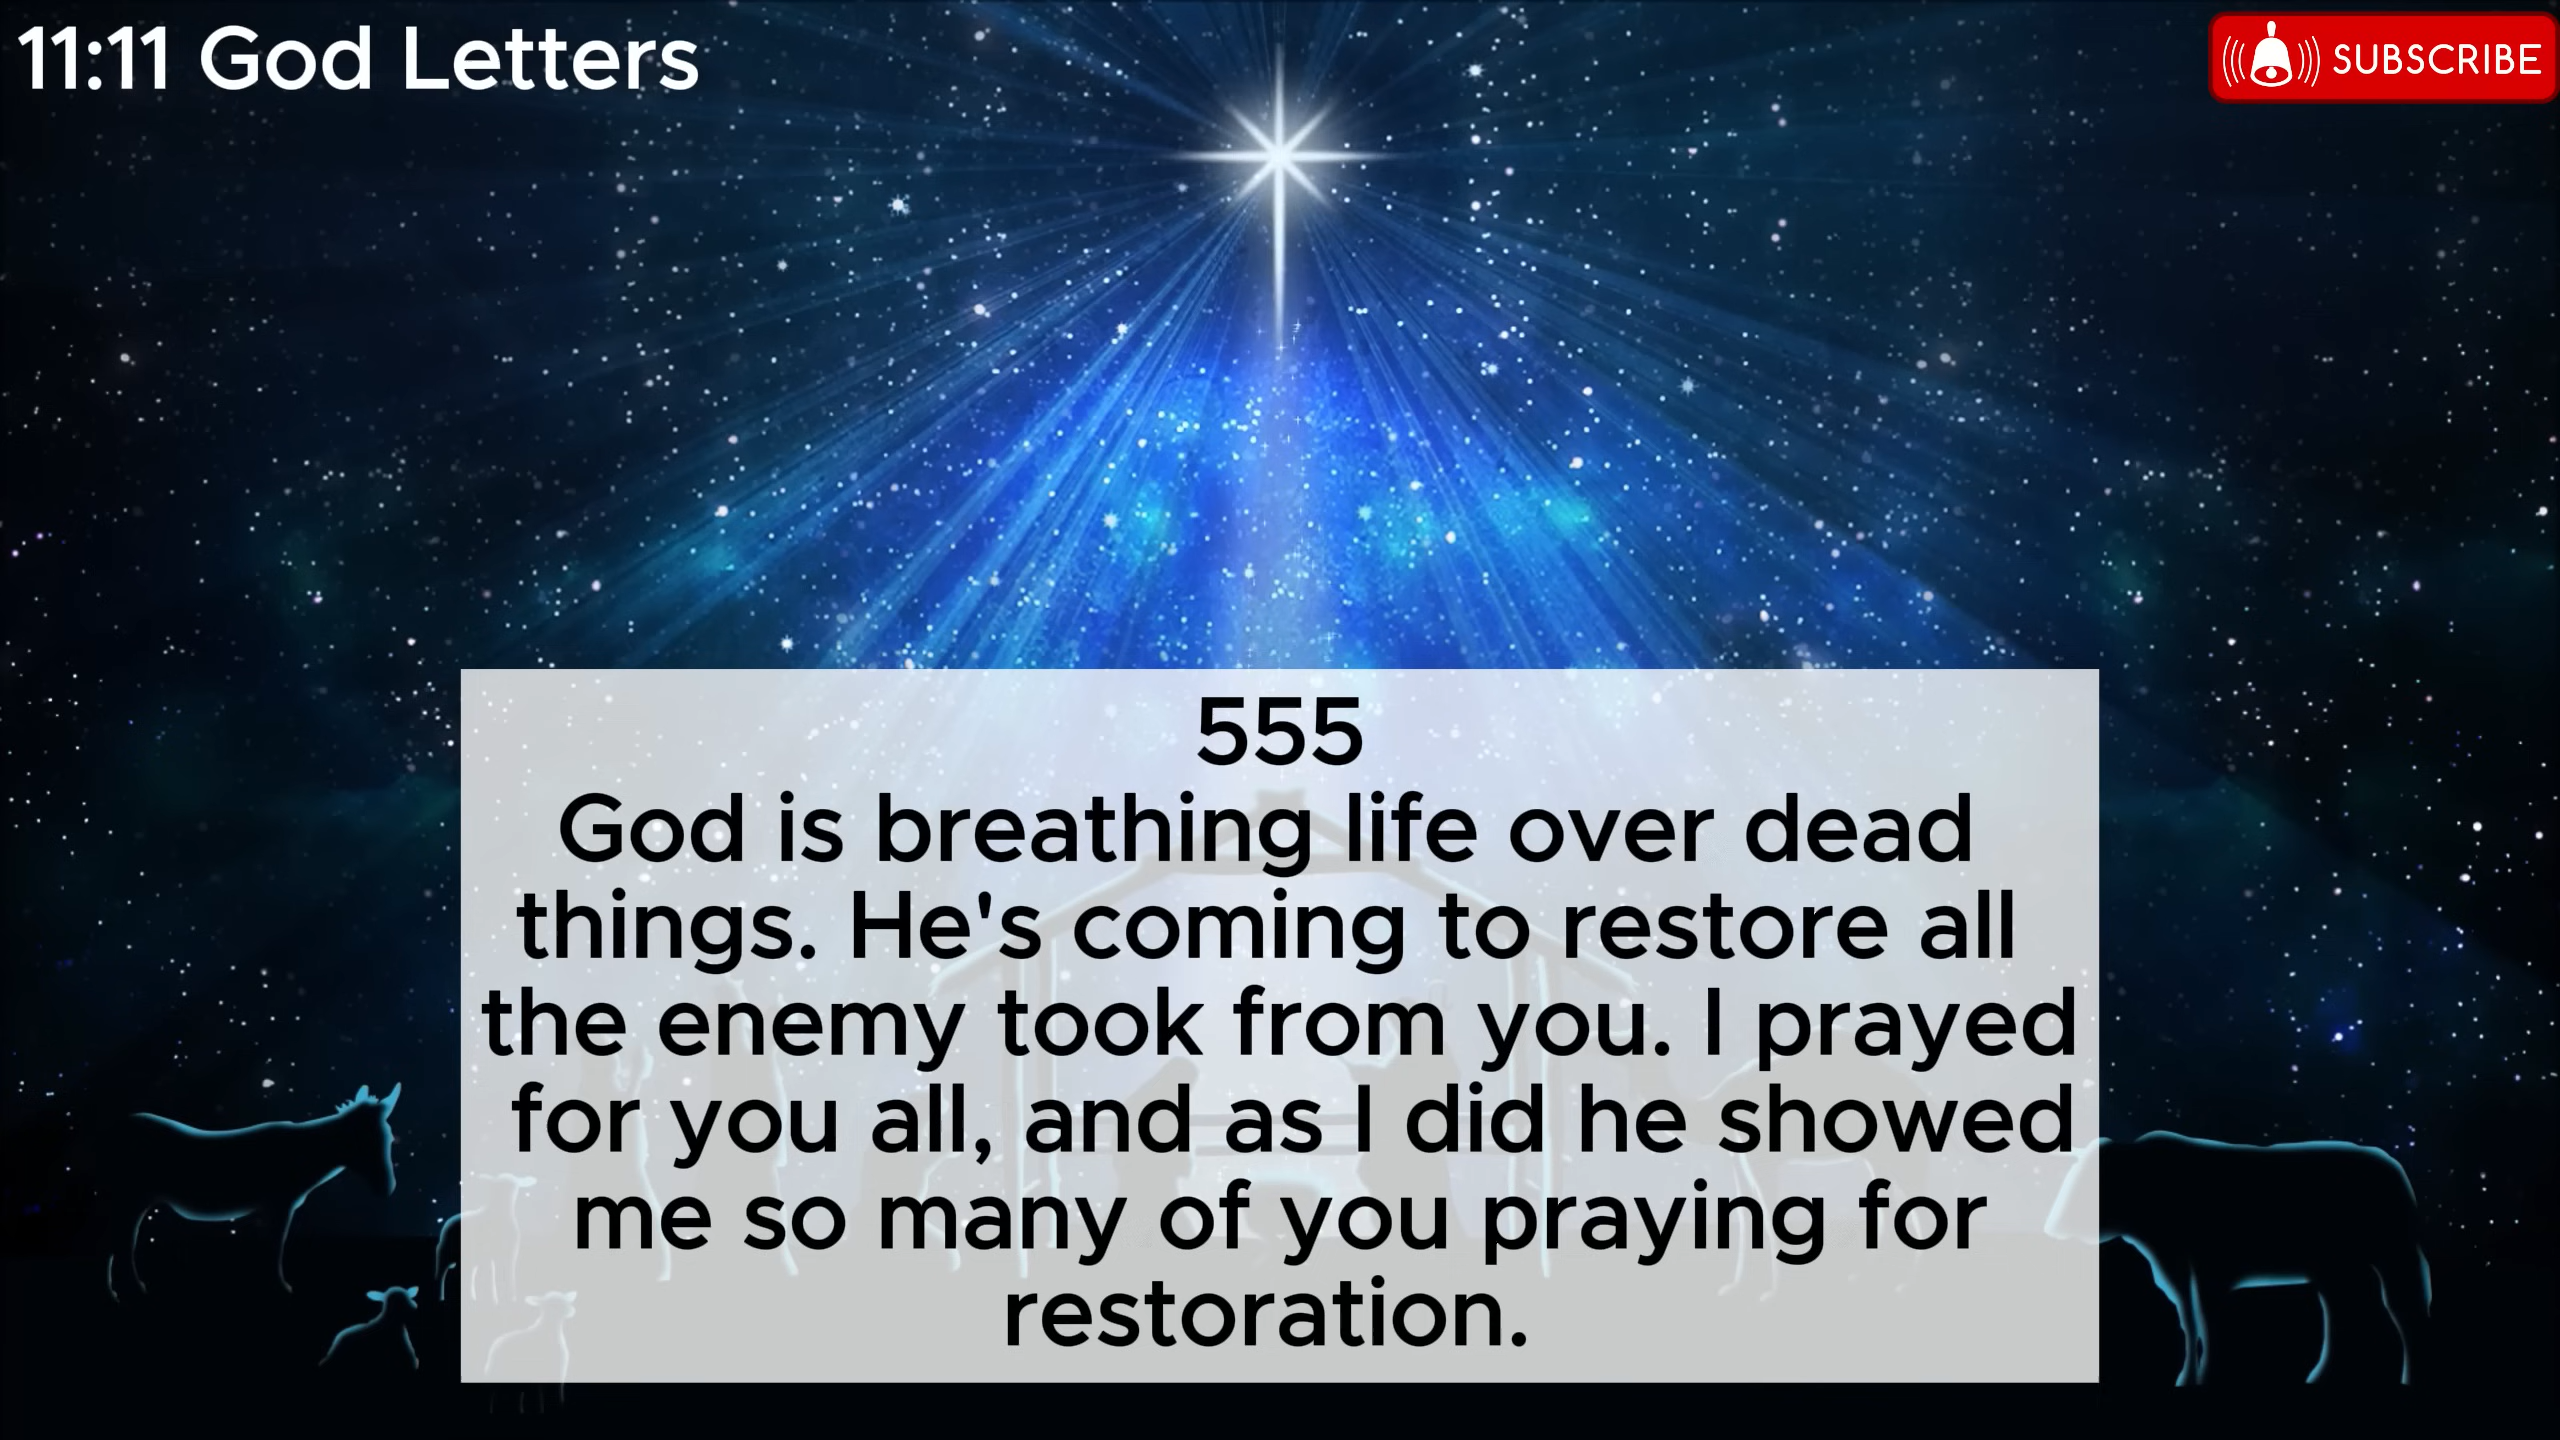 11:11 God Letters
SUBSCRIBE
555
God is breathing life over dead
things. He's coming to restore all
the enemy took from you. I prayed
for you all, and as I did he showed
me so many of you praying for
restoration.